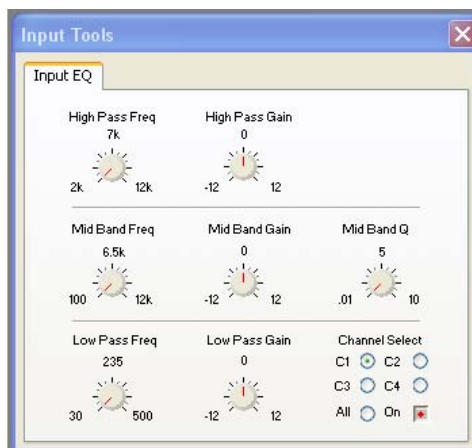 Input Tools
Input EQ
High Pass Freq High Pass Gain
7k 0
2k 12k -12 12
Mid Band Freq Mid Band Gain Mid Band Q
6.5k 0 5
100 12k -12 12 .01 10
Low Pass Freq Low Pass Gain Channel Select
235 0
C1 C2
C3 C4
30 500 -12 12 All On